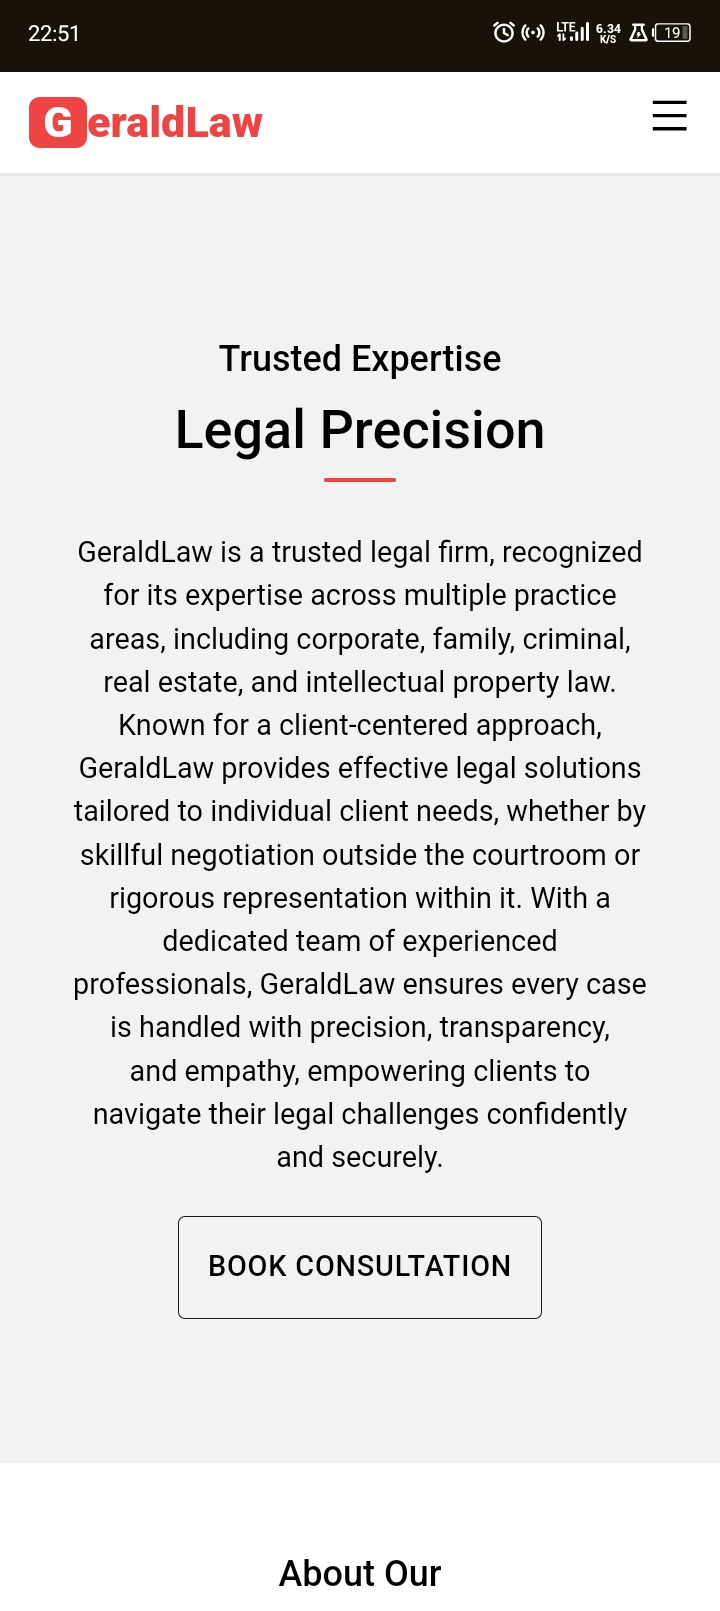 22:51
LTE
6.34
K/S
19
GeraldLaw
Trusted Expertise
Legal Precision
GeraldLaw is a trusted legal firm, recognized
for its expertise across multiple practice
areas, including corporate, family, criminal,
real estate, and intellectual property law.
Known for a client-centered approach,
GeraldLaw provides effective legal solutions
tailored to individual client needs, whether by
skillful negotiation outside the courtroom or
rigorous representation within it. With a
dedicated team of experienced
professionals, GeraldLaw ensures every case
is handled with precision, transparency,
and empathy, empowering clients to
navigate their legal challenges confidently
and securely.
BOOK CONSULTATION
About Our